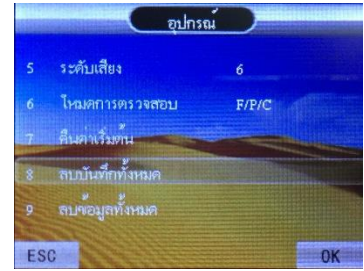 อุปกรณ์
5 ระดับเสียง 6
6 โหมดการตรวจสอบ F/P/C
7 คืนค่าเริ่มต้น
8 ลบบันทึกทั้งหมด
9 ลบข้อมูลทั้งหมด
ESC OK